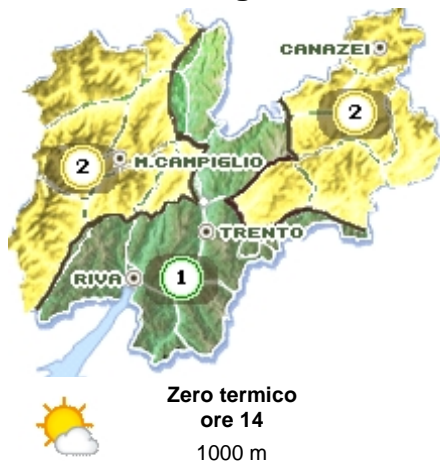 CANAZEI
2
2
M.CAMPIGLIO
TRENTO
RIVA
1
Zero termico
ore 14
1000 m